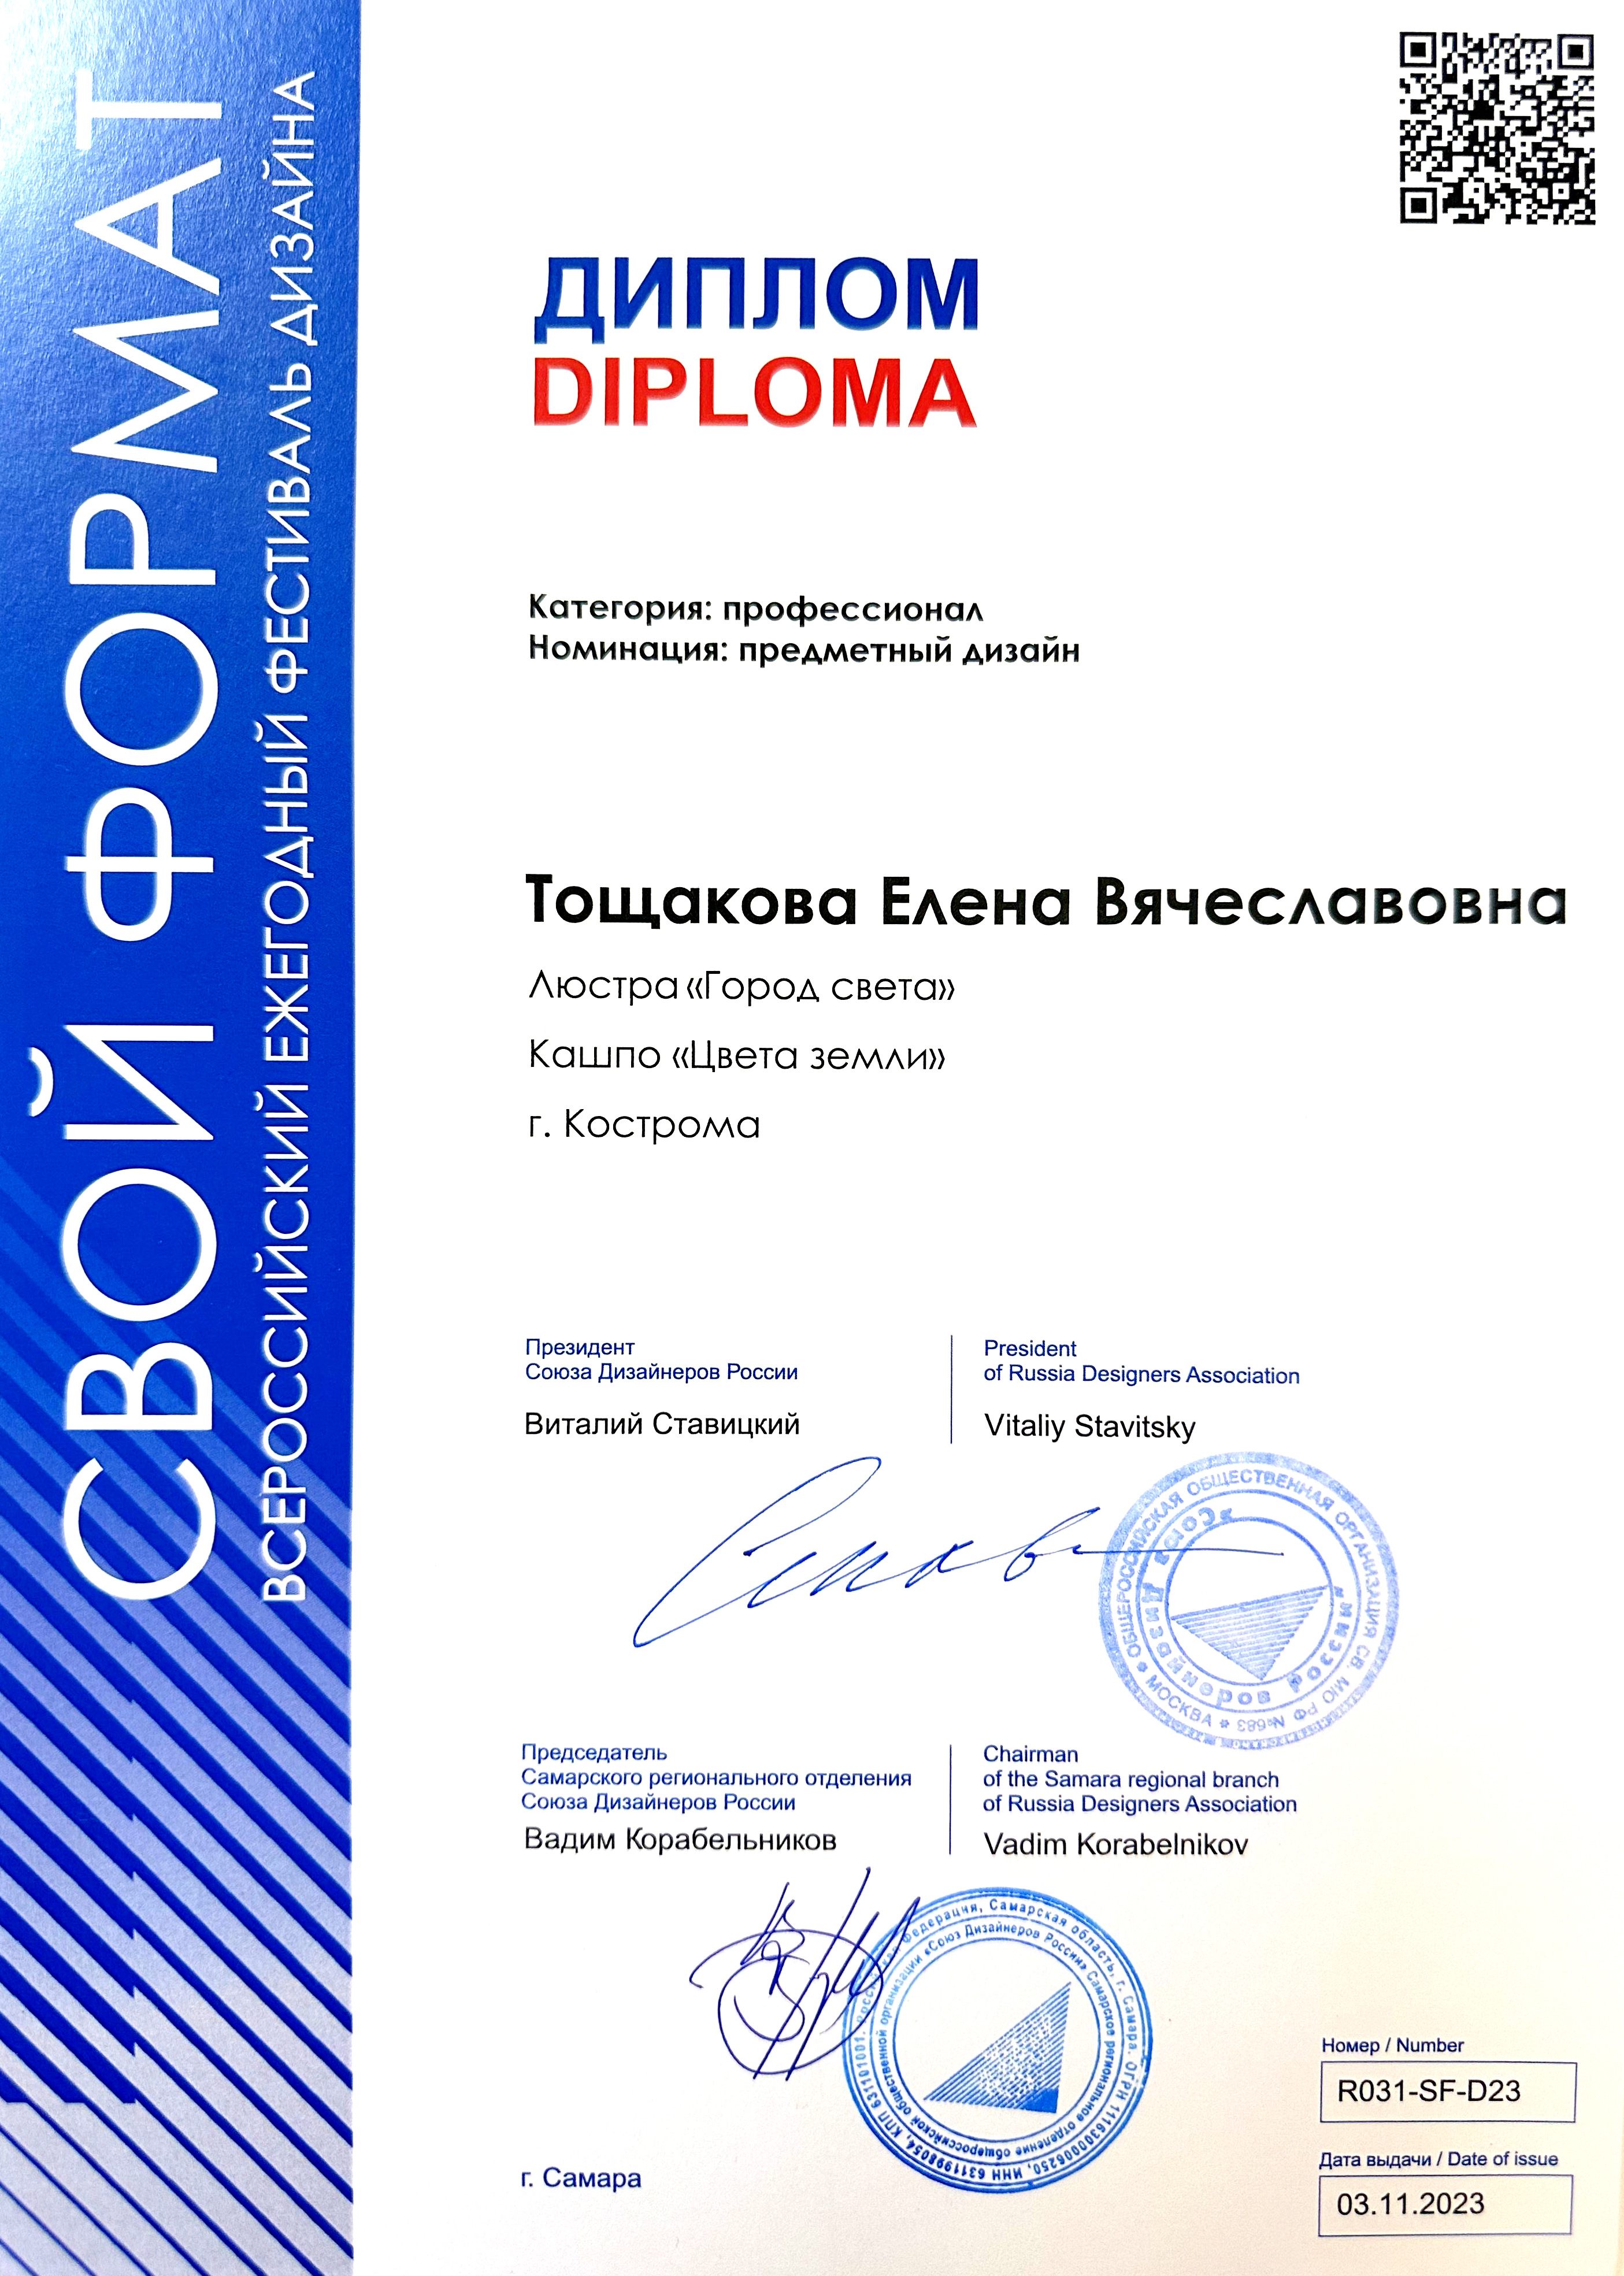 СВОЙ ФОРМАТ
ВСЕРОССИЙСКИЙ ЕЖЕГОДНЫЙ ФЕСТИВАЛЬ ДИЗАЙНА
ДИПЛОМ
DIPLOMA
Категория: профессионал
Номинация: предметный дизайн
Тощакова Елена Вячеславовна
Люстра «Город света»
Кашпо «Цвета земли»
г. Кострома
Президент
Союза Дизайнеров России
Виталий Ставицкий
President
of Russia Designers Association
Vitaliy Stavitsky
ОБЩЕРОССИЙСКАЯ ОБЩЕСТВЕННАЯ ОРГАНИЗАЦИЯ СВ. МЮ РФ №683 * МОСКВА *
Союз Дизайнеров России
Председатель
Самарского регионального отделения
Союза Дизайнеров России
Вадим Корабельников
Chairman
of the Samara regional branch
of Russia Designers Association
Vadim Korabelnikov
Федерация, Самарская область, г. Самара. ОГРН 1116300006250, ИНН 6311998054, КПП 631101001.
Самарское региональное отделение общероссийской общественной организации «Союз Дизайнеров России»
г. Самара
Номер / Number
R031-SF-D23
Дата выдачи / Date of issue
03.11.2023